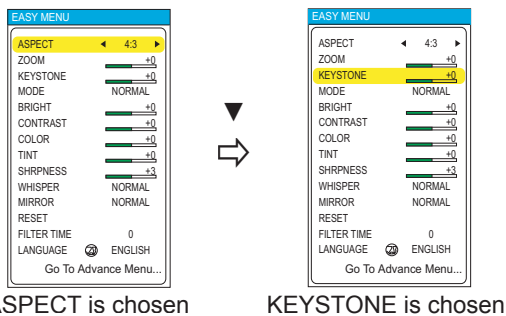 EASY MENU
ASPECT 4:3
ZOOM +0
KEYSTONE +0
MODE NORMAL
BRIGHT +0
CONTRAST +0
COLOR +0
TINT +0
SHRPNESS +3
WHISPER NORMAL
MIRROR NORMAL
RESET
FILTER TIME 0
LANGUAGE ENGLISH
Go To Advance Menu...
ASPECT is chosen
EASY MENU
ASPECT 4:3
ZOOM +0
KEYSTONE +0
MODE NORMAL
BRIGHT +0
CONTRAST +0
COLOR +0
TINT +0
SHRPNESS +3
WHISPER NORMAL
MIRROR NORMAL
RESET
FILTER TIME 0
LANGUAGE ENGLISH
Go To Advance Menu...
KEYSTONE is chosen